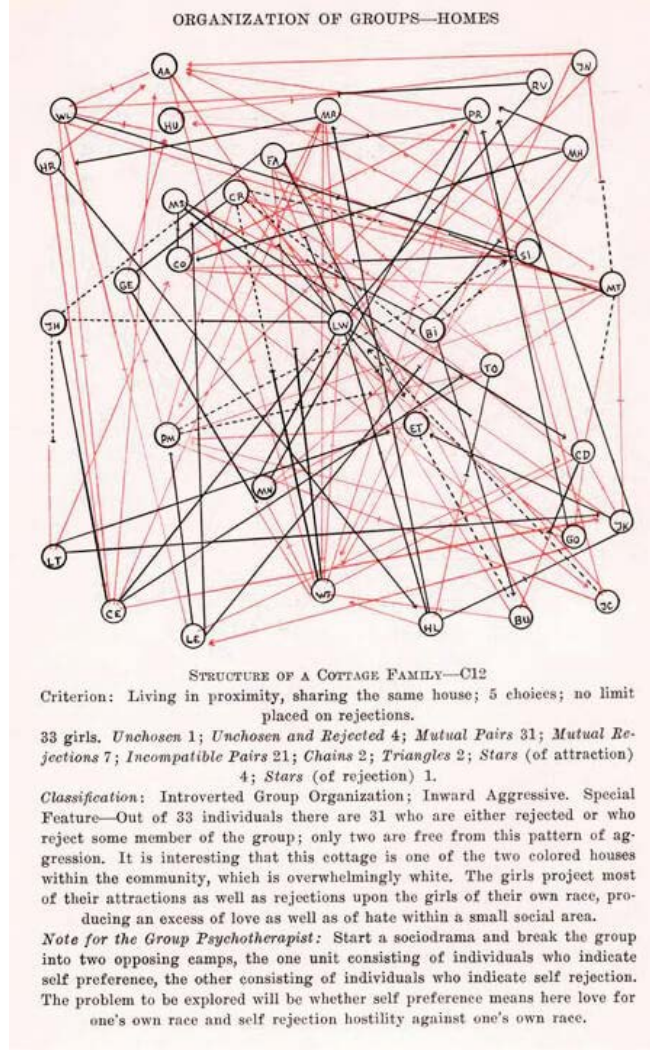 ORGANIZATION OF GROUPS—HOMES
AA
JN
RV
WL
HU
MA
PR
HR
FA
MH
MS
CR
CO
SI
GE
MT
JH
LW
BI
TO
PM
ET
CD
MN
JK
LT
GO
CE
WT
JC
LE
HL
BU
STRUCTURE OF A COTTAGE FAMILY—C12
Criterion: Living in proximity, sharing the same house; 5 choices; no limit
placed on rejections.
33 girls. Unchosen 1; Unchosen and Rejected 4; Mutual Pairs 31; Mutual Re-
jections 7; Incompatible Pairs 21; Chains 2; Triangles 2; Stars (of attraction)
4; Stars (of rejection) 1.
Classification: Introverted Group Organization; Inward Aggressive. Special
Feature—Out of 33 individuals there are 31 who are either rejected or who
reject some member of the group; only two are free from this pattern of ag-
gression. It is interesting that this cottage is one of the two colored houses
within the community, which is overwhelmingly white. The girls project most
of their attractions as well as rejections upon the girls of their own race, pro-
ducing an excess of love as well as of hate within a small social area.
Note for the Group Psychotherapist: Start a sociodrama and break the group
into two opposing camps, the one unit consisting of individuals who indicate
self preference, the other consisting of individuals who indicate self rejection.
The problem to be explored will be whether self preference means here love for
one's own race and self rejection hostility against one's own race.